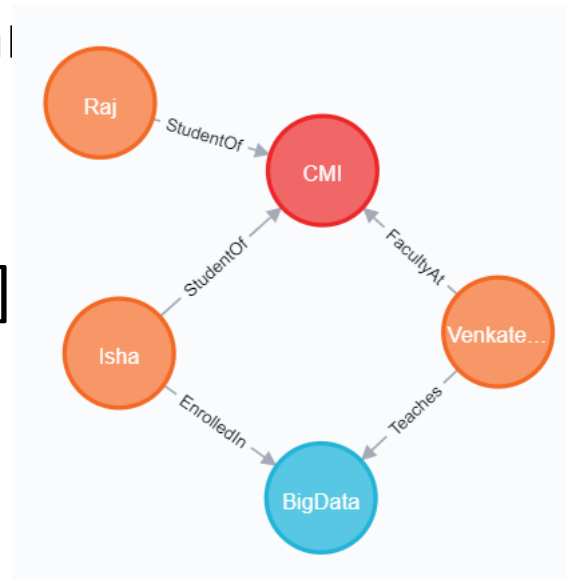 Raj
StudentOf
CMI
StudentOf
FacultyAt
]
Isha
Venkate...
EnrolledIn
Teaches
BigData